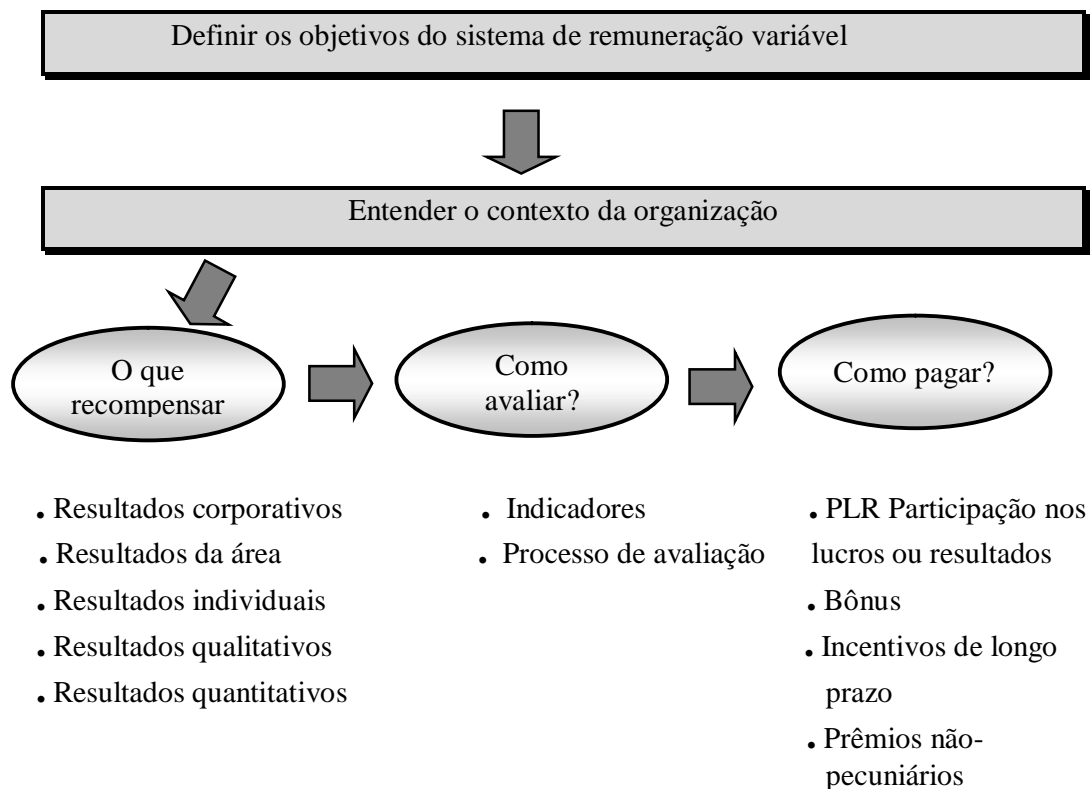 Definir os objetivos do sistema de remuneração variável
Entender o contexto da organização
O que
recompensar
Como
avaliar?
Como pagar?
. Resultados corporativos
. Resultados da área
. Resultados individuais
. Resultados qualitativos
. Resultados quantitativos
. Indicadores
. Processo de avaliação
. PLR Participação nos
lucros ou resultados
. Bônus
. Incentivos de longo
prazo
. Prêmios não-
pecuniários